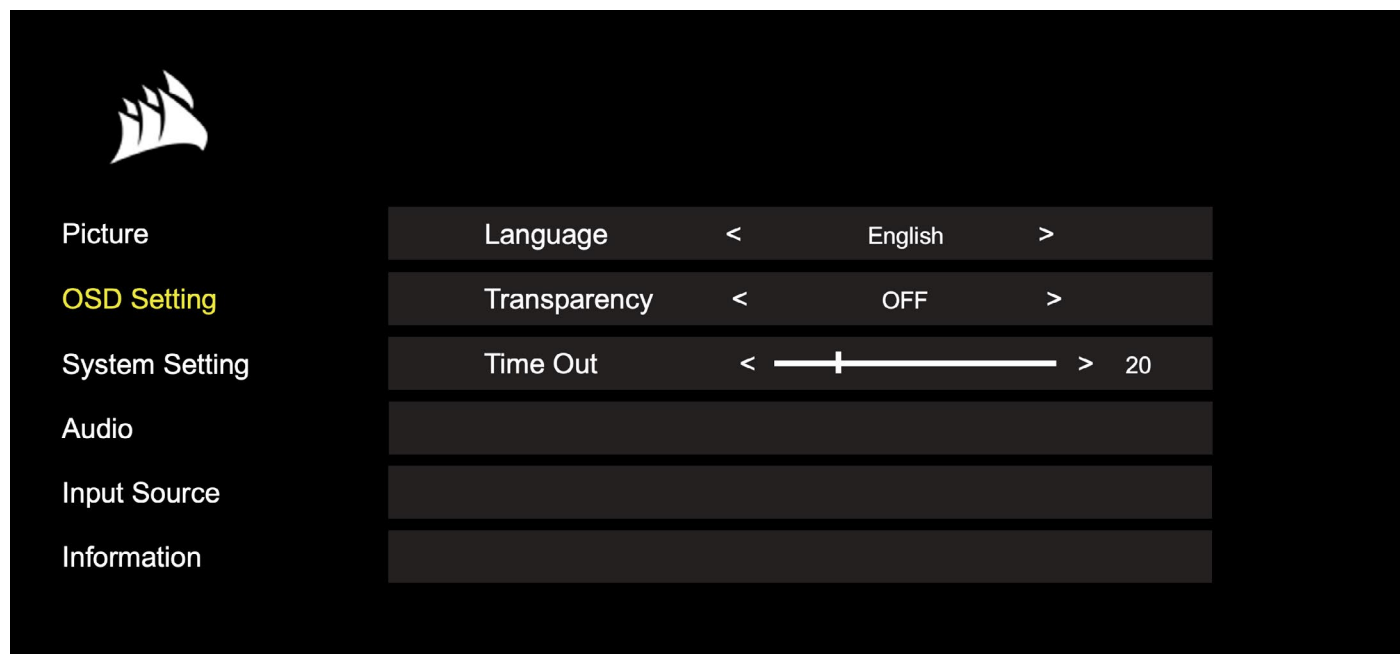 Picture Language < English >
OSD Setting Transparency < OFF >
System Setting Time Out < > 20
Audio
Input Source
Information